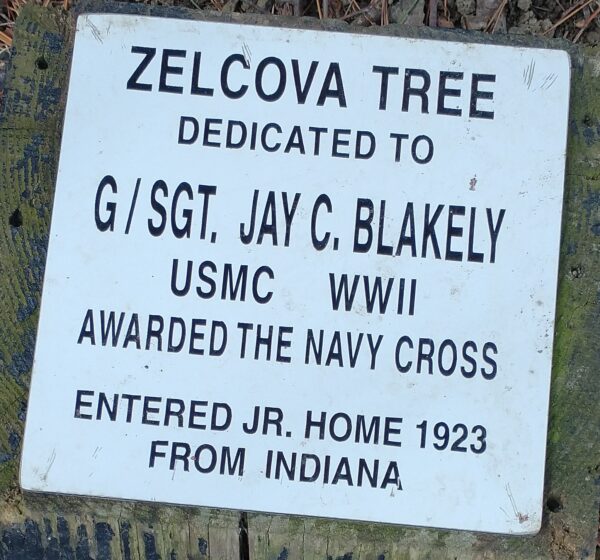 ZELCOVA TREE
DEDICATED TO
G/SGT. JAY C. BLAKELY
USMC WWII
AWARDED THE NAVY CROSS
ENTERED JR. HOME 1923
FROM INDIANA